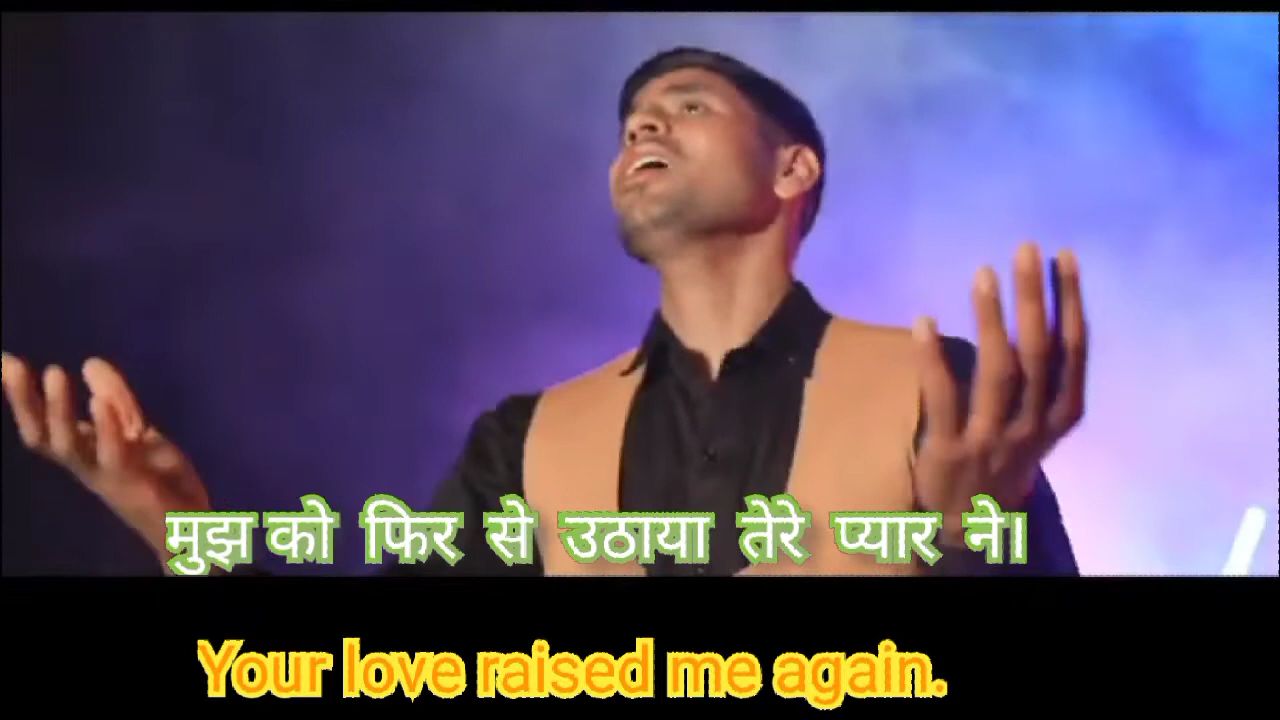 मुझ को फिर से उठाया तेरे प्यार ने।
Your love raised me again.